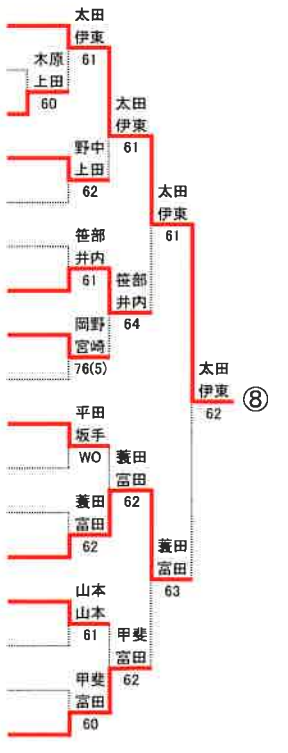 太田
伊東
61
木原
上田
60
太田
伊東
61
野中
上田
62
太田
伊東
61
笹部
井内
61
笹部
井内
64
岡野
宮崎
76(5)
太田
伊東
62
⑧
平田
坂手
WO
蓑田
富田
62
蓑田
富田
62
蓑田
富田
63
山本
山本
61
甲斐
富田
62
甲斐
富田
60